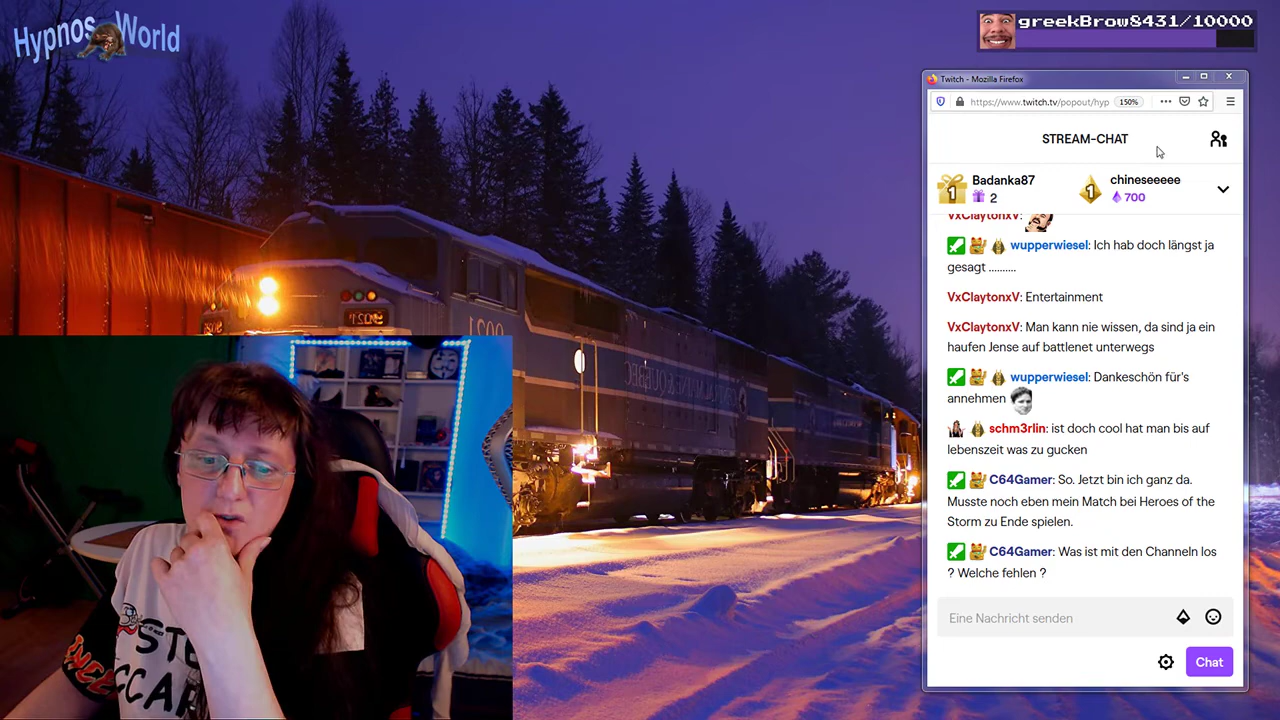 Hypnos World
greekBrow8431/10000
Twitch - Mozilla Firefox
https://www.twitch.tv/popout/hyp
150%
STREAM-CHAT
1 Badanka87
2
1 chineseeeee
700
VxClaytonxV:
wupperwiesel: Ich hab doch längst ja
gesagt ..........
VxClaytonxV: Entertainment
VxClaytonxV: Man kann nie wissen, da sind ja ein
haufen Jense auf battlenet unterwegs
wupperwiesel: Dankeschön für's
annehmen
schm3rlin: ist doch cool hat man bis auf
lebenszeit was zu gucken
C64Gamer: So. Jetzt bin ich ganz da.
Musste noch eben mein Match bei Heroes of the
Storm zu Ende spielen.
C64Gamer: Was ist mit den Channeln los
? Welche fehlen ?
Eine Nachricht senden
Chat
9021